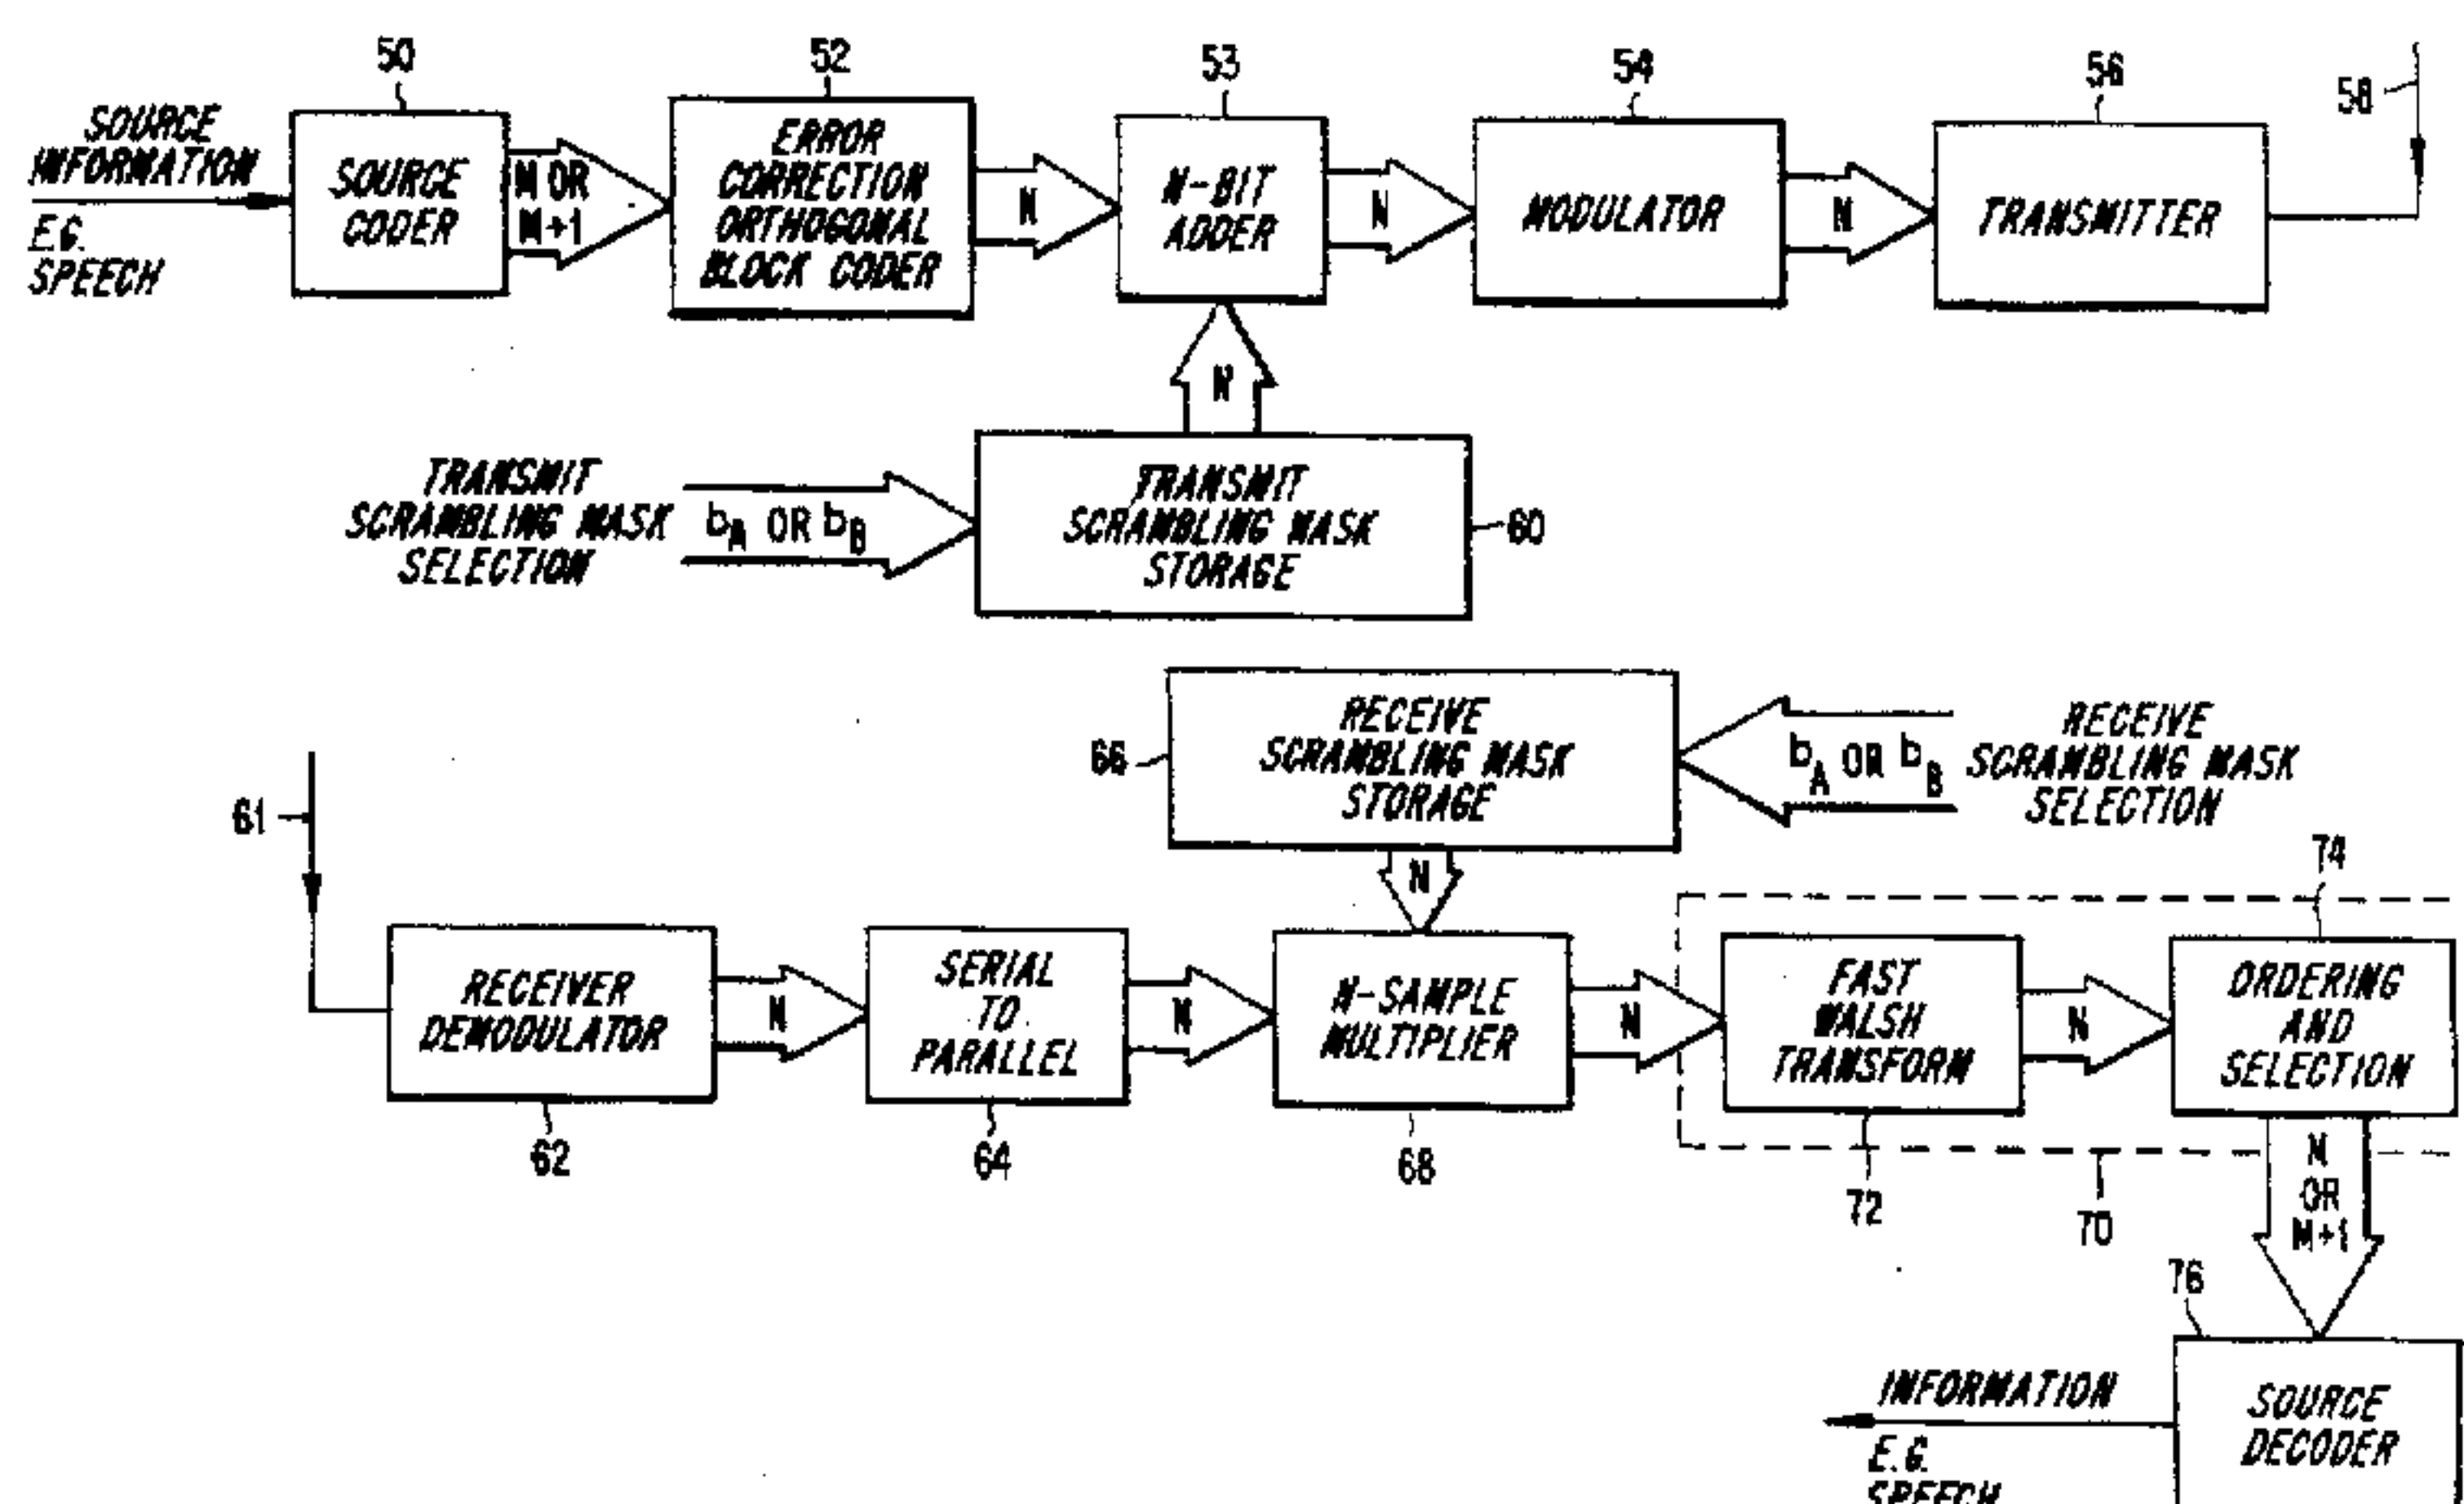 50
52
53
54
56
58
SOURCE
INFORMATION
E.G.
SPEECH
SOURCE
CODER
M OR
M+1
ERROR
CORRECTION
ORTHOGONAL
BLOCK CODER
N
N-BIT
ADDER
N
MODULATOR
N
TRANSMITTER
N
TRANSMIT
SCRAMBLING MASK
SELECTION
bA OR bB
TRANSMIT
SCRAMBLING MASK
STORAGE
60
66
RECEIVE
SCRAMBLING MASK
STORAGE
bA OR bB
RECEIVE
SCRAMBLING MASK
SELECTION
61
N
74
RECEIVER
DEMODULATOR
N
SERIAL
TO
PARALLEL
N
N-SAMPLE
MULTIPLIER
N
FAST
WALSH
TRANSFORM
N
ORDERING
AND
SELECTION
62
64
68
72
70
M
OR
M+1
76
INFORMATION
E.G.
SPEECH
SOURCE
DECODER